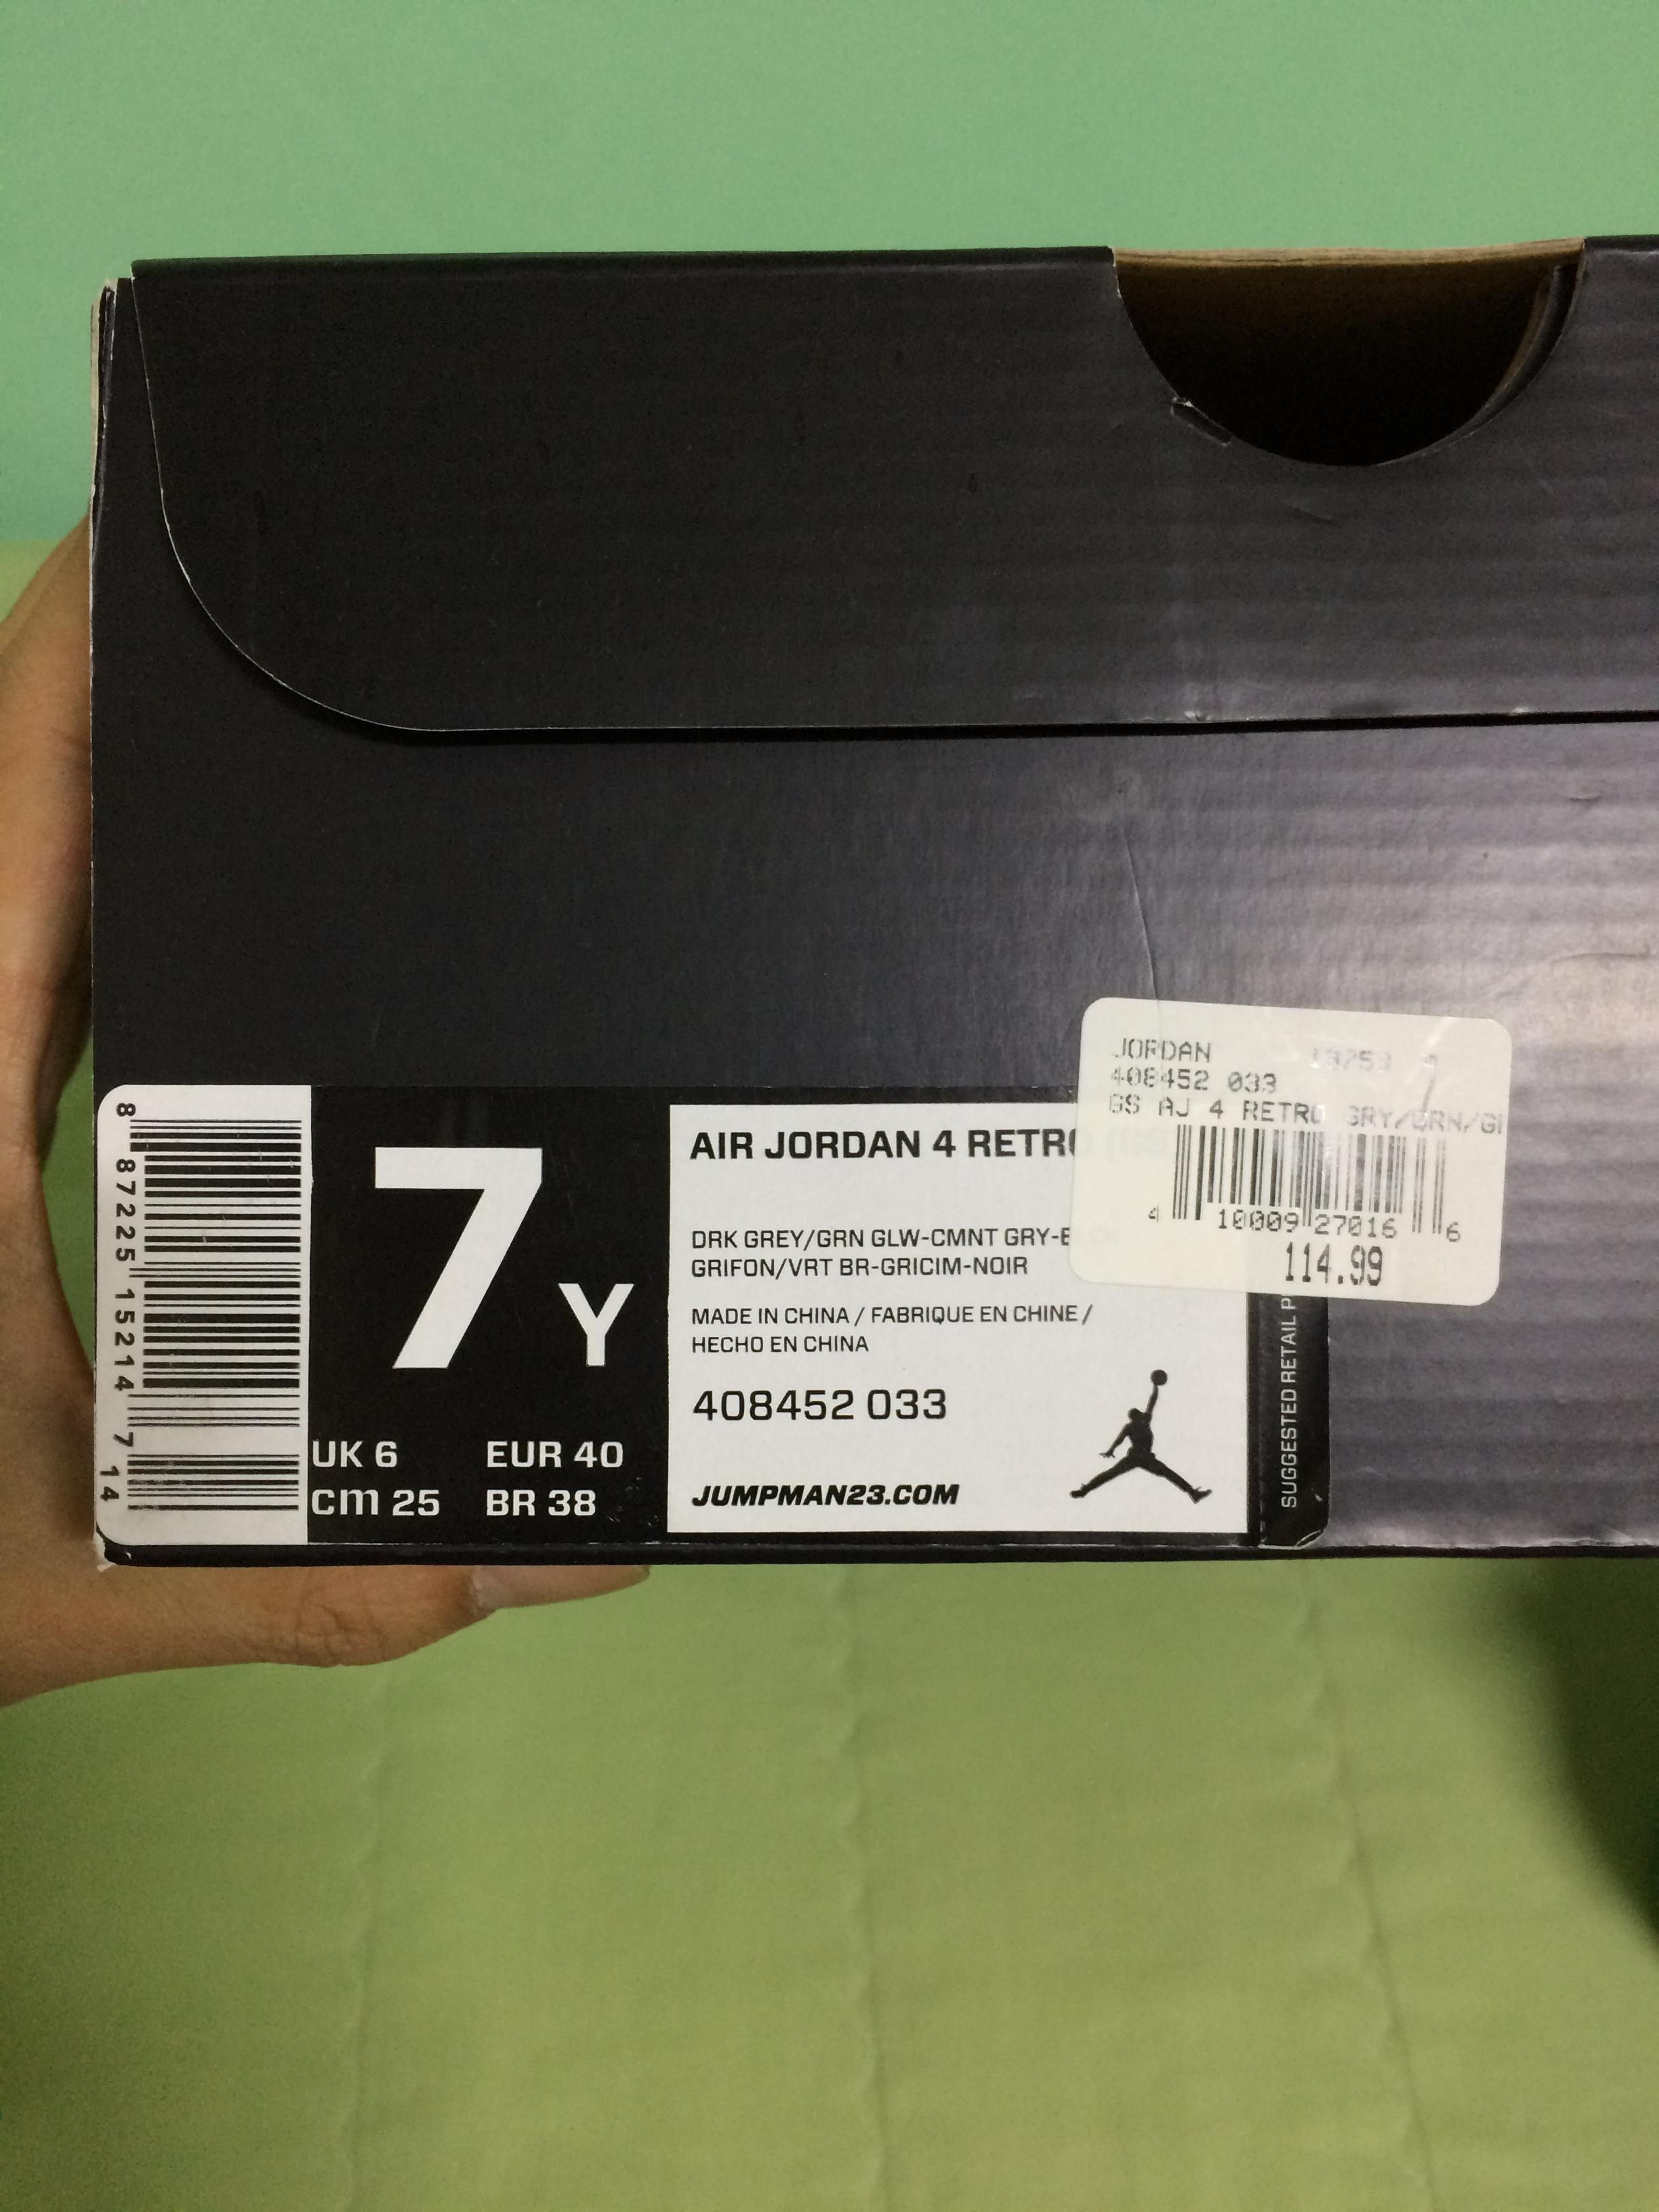 8 87225 15214 7 14
7 Y
UK 6 EUR 40
cm 25 BR 38
AIR JORDAN 4 RETRO
DRK GREY/GRN GLW-CMNT GRY-
GRIFON/VRT BR-GRICIM-NOIR
MADE IN CHINA / FABRIQUE EN CHINE /
HECHO EN CHINA
408452 033
JUMPMAN23.COM
JORDAN
408452 033
GS AJ 4 RETRO GRY/GRN/GI
4 10009 27016 6
114.99
SUGGESTED RETAIL P